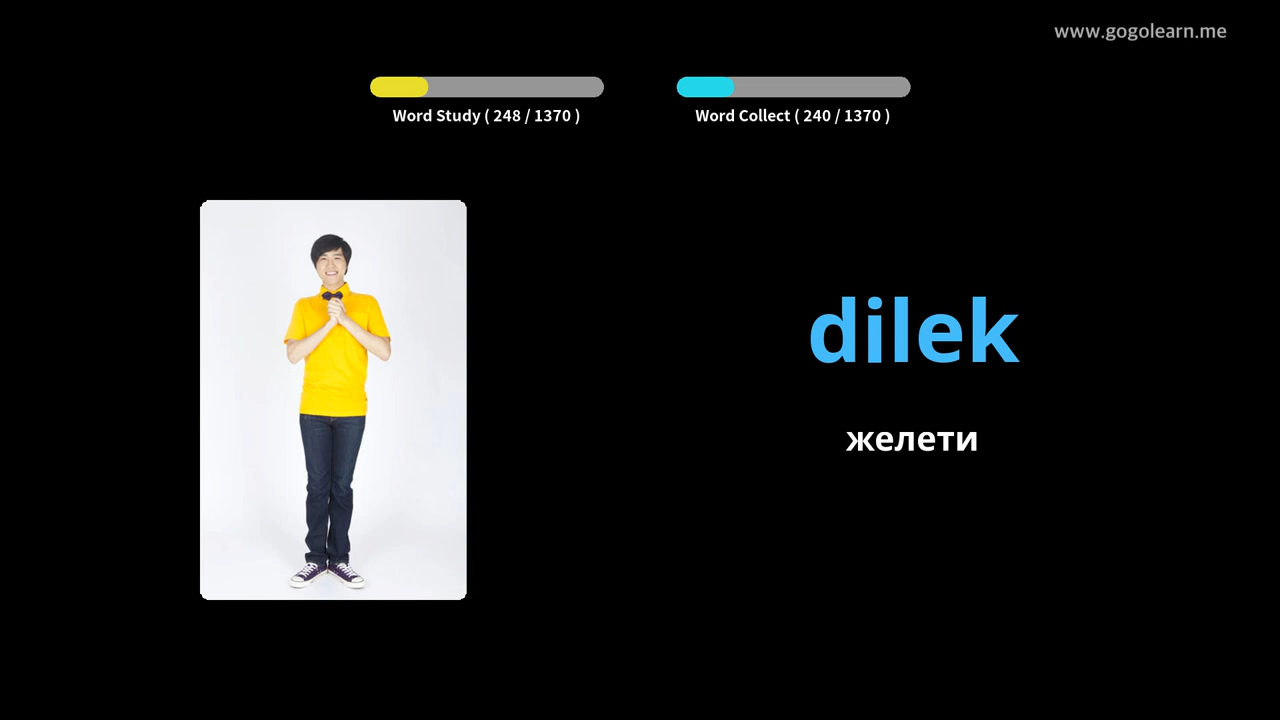 www.gogolearn.me
Word Study ( 248 / 1370 )
Word Collect ( 240 / 1370 )
dilek
желети